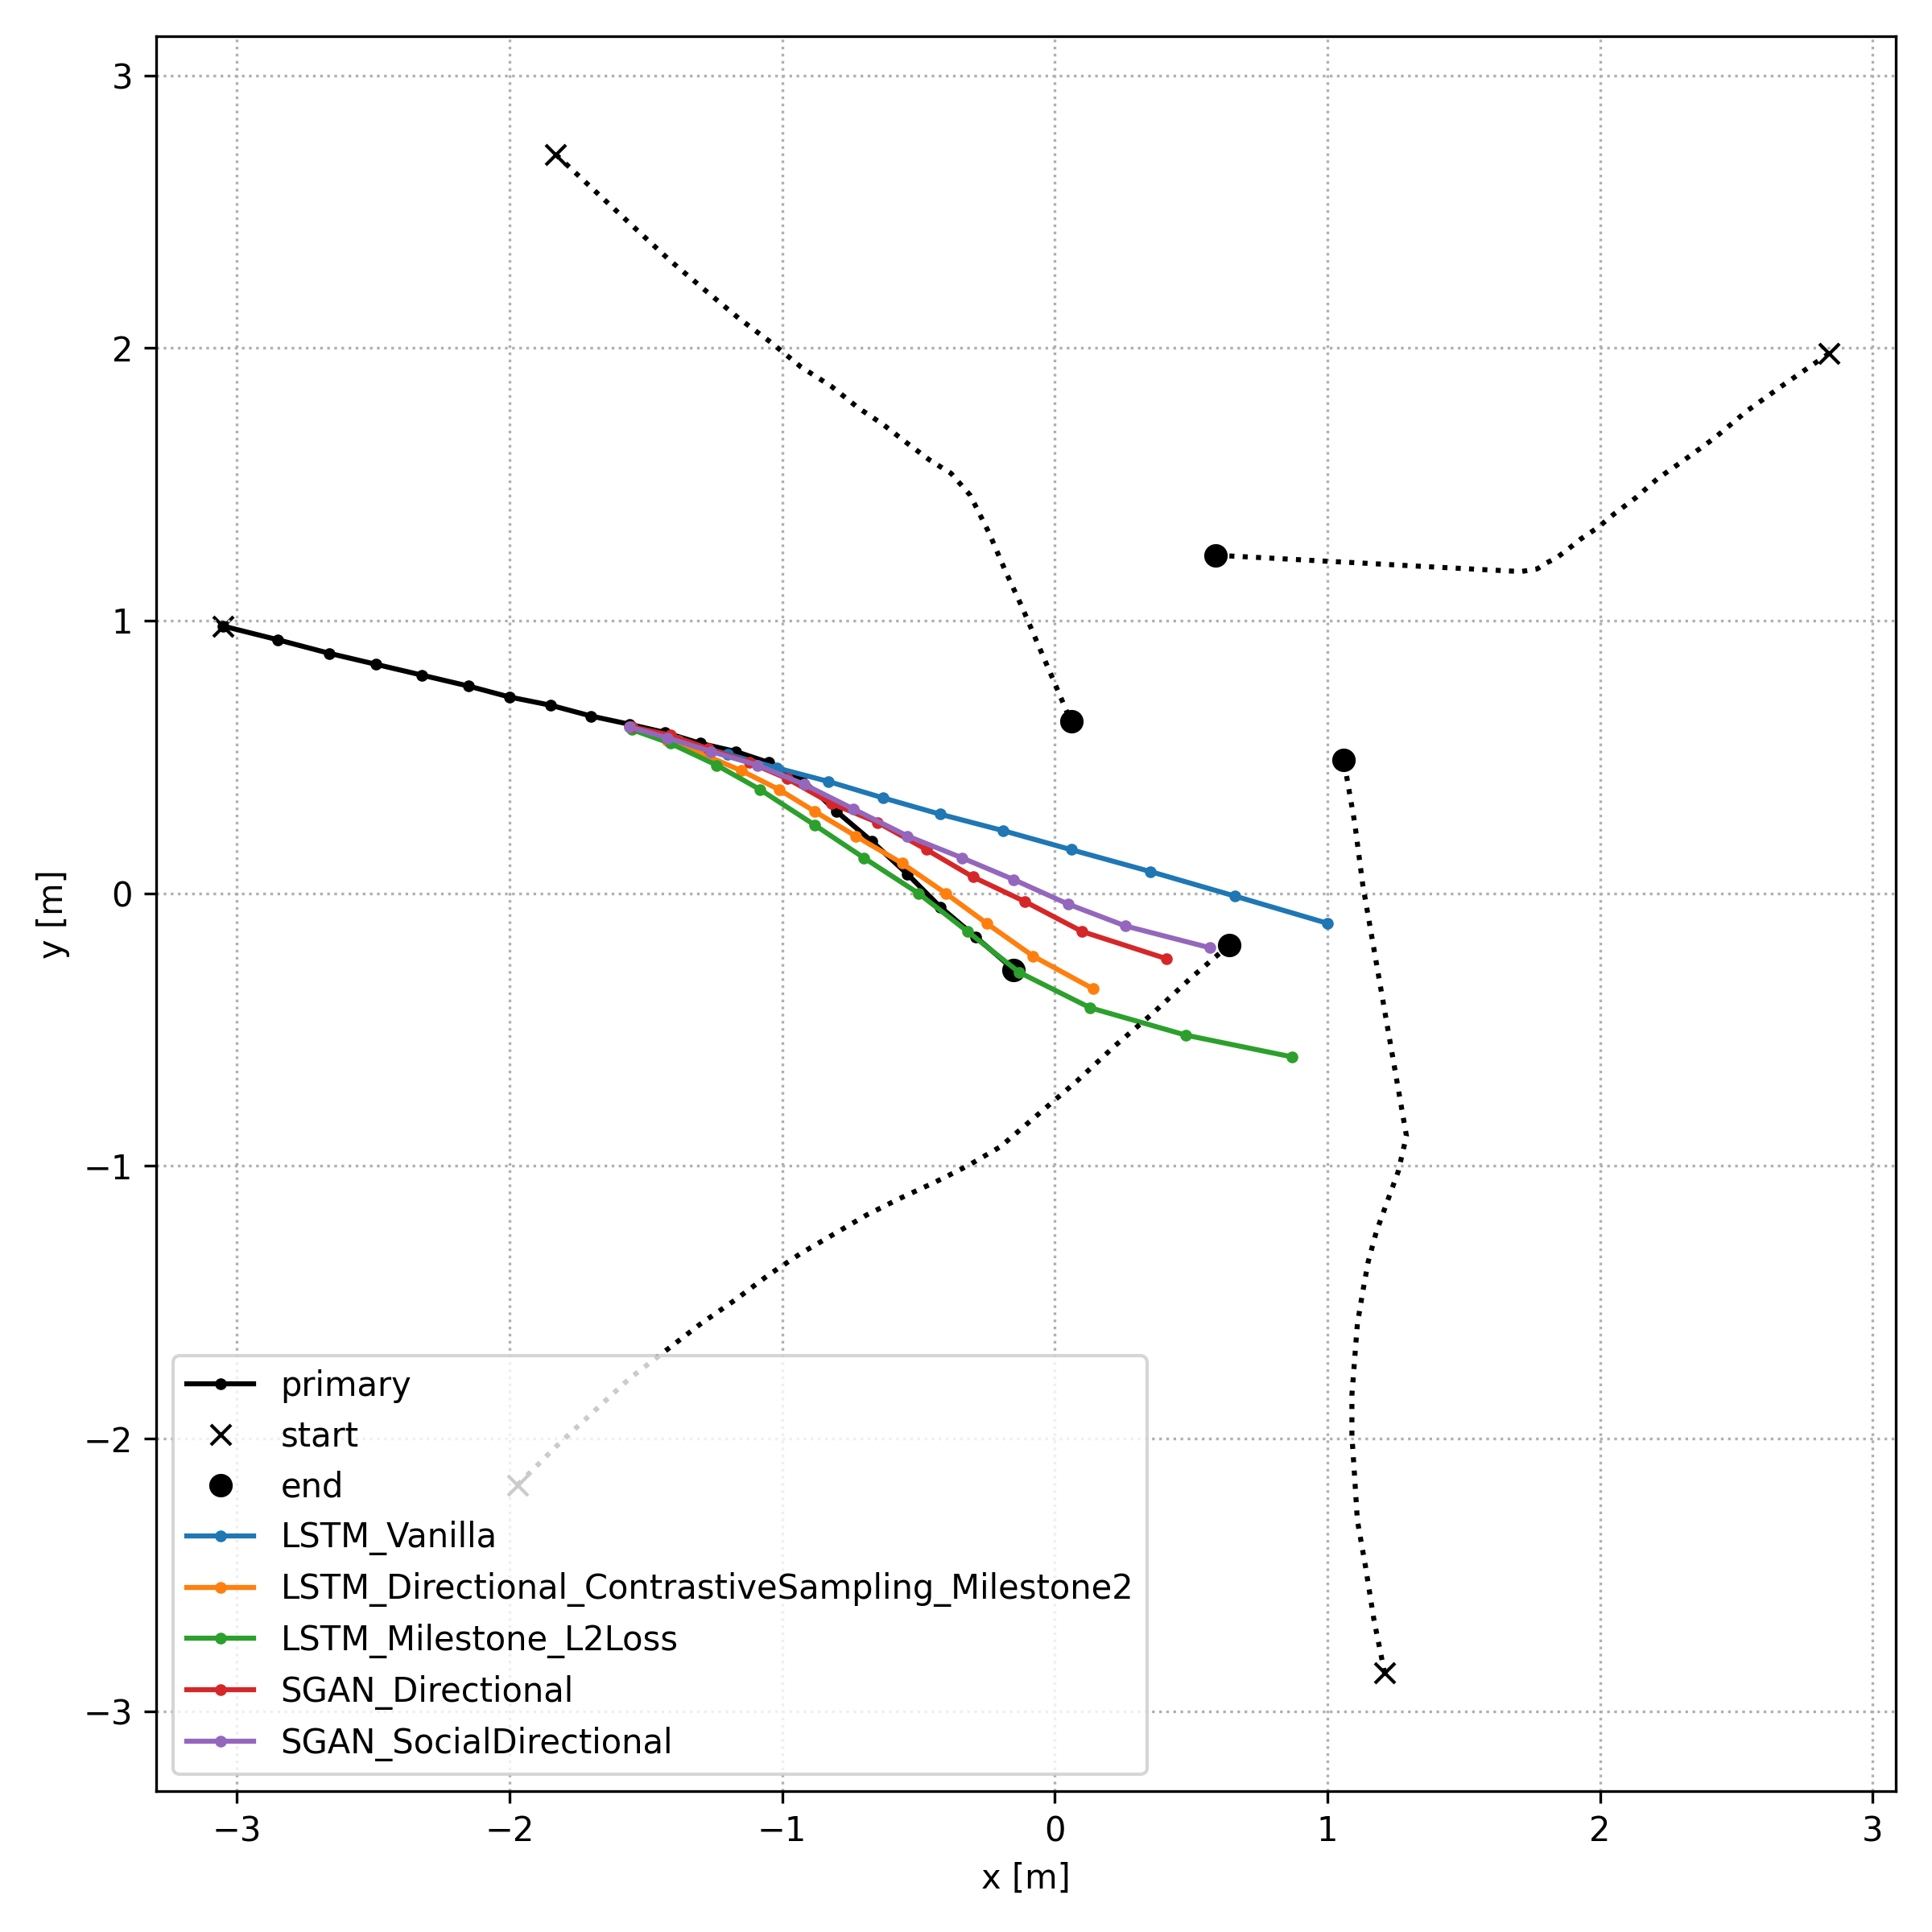 3
2
1
0
−1
−2
−3
y [m]
primary
start
end
LSTM_Vanilla
LSTM_Directional_ContrastiveSampling_Milestone2
LSTM_Milestone_L2Loss
SGAN_Directional
SGAN_SocialDirectional
−3 −2 −1 0 1 2 3
x [m]